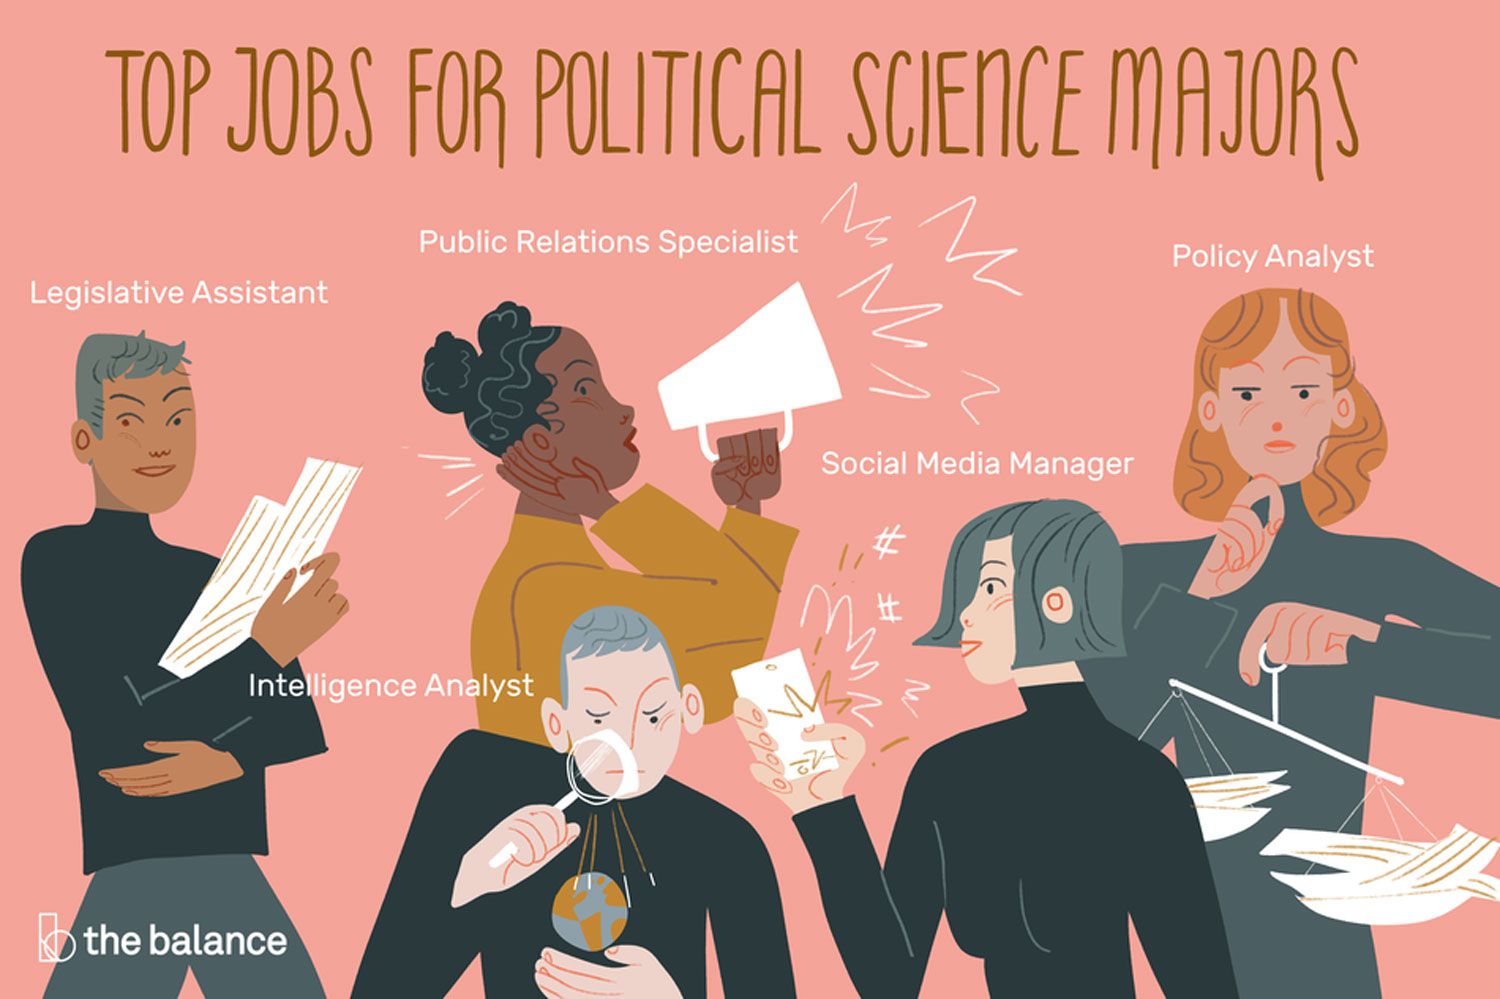 TOP JOBS FOR POLITICAL SCIENCE MAJORS
Public Relations Specialist
Policy Analyst
Legislative Assistant
Social Media Manager
#
#
Intelligence Analyst
the balance